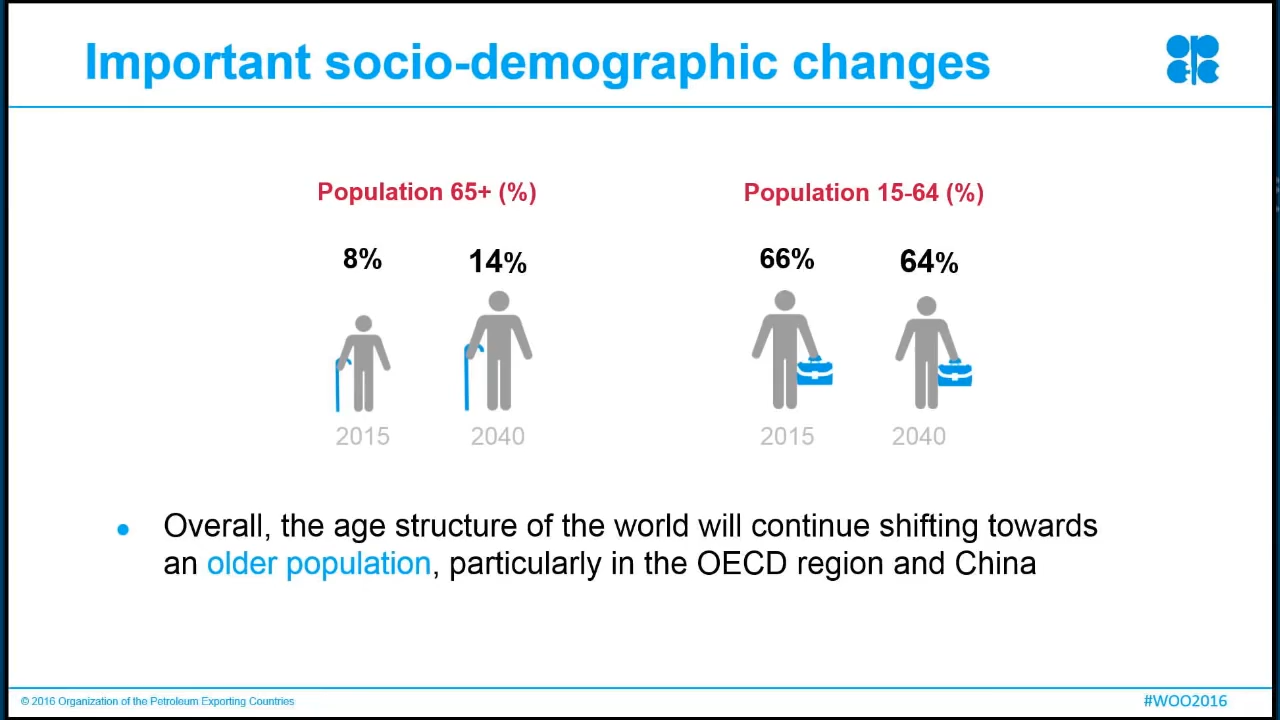 Important socio-demographic changes
OPEC
Population 65+ (%)
Population 15-64 (%)
8%
14%
66%
64%
2015
2040
2015
2040
• Overall, the age structure of the world will continue shifting towards
an older population, particularly in the OECD region and China
© 2016 Organization of the Petroleum Exporting Countries
#WOO2016